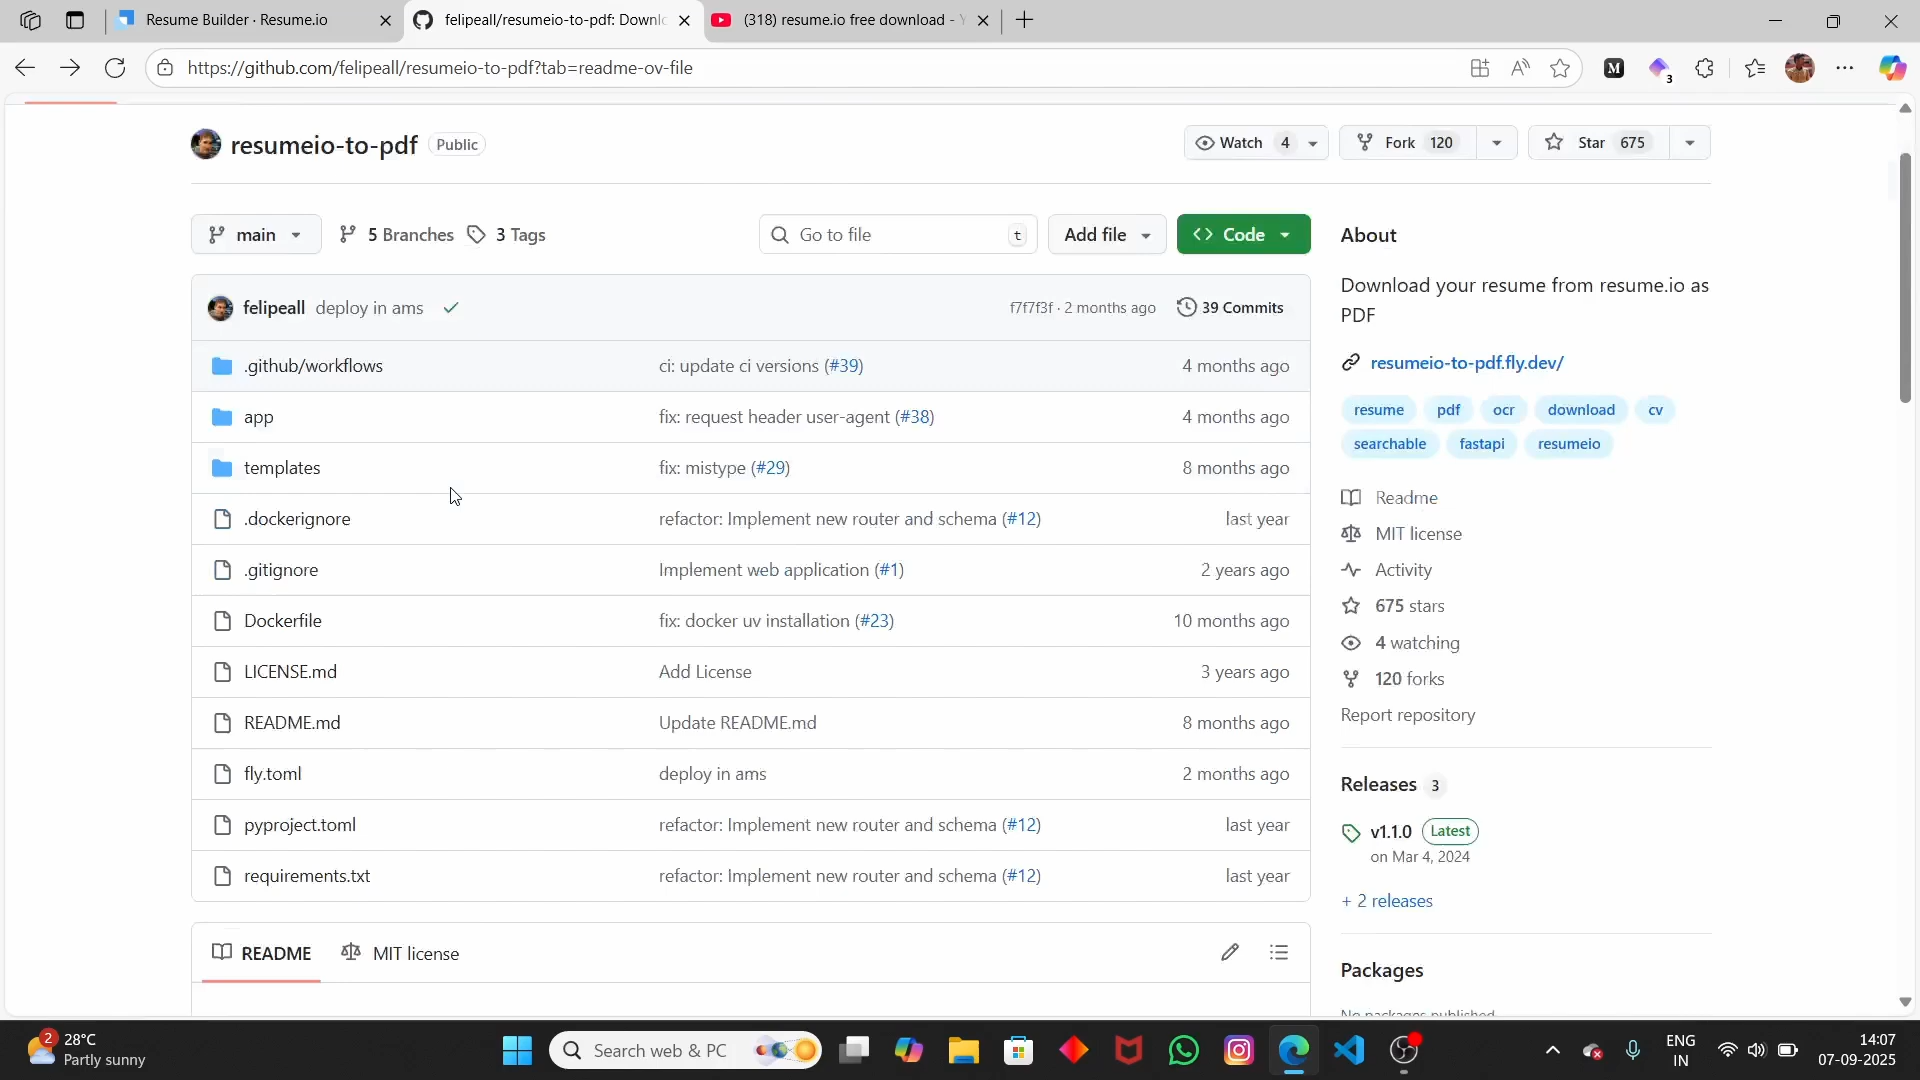 Resume Builder · Resume.io
felipeall/resumeio-to-pdf: Downl
(318) resume.io free download -
https://github.com/felipeall/resumeio-to-pdf?tab=readme-ov-file
M
3
resumeio-to-pdf Public
Watch 4
Fork 120
Star 675
main
5 Branches
3 Tags
Go to file t
Add file
Code
About
Download your resume from resume.io as
PDF
resumeio-to-pdf.fly.dev/
resume pdf ocr download cv
searchable fastapi resumeio
Readme
MIT license
Activity
675 stars
4 watching
120 forks
Report repository
Releases 3
v1.1.0 Latest
on Mar 4, 2024
+ 2 releases
Packages
No packages published
felipeall deploy in ams f7f7f3f · 2 months ago 39 Commits
.github/workflows ci: update ci versions (#39) 4 months ago
app fix: request header user-agent (#38) 4 months ago
templates fix: mistype (#29) 8 months ago
.dockerignore refactor: Implement new router and schema (#12) last year
.gitignore Implement web application (#1) 2 years ago
Dockerfile fix: docker uv installation (#23) 10 months ago
LICENSE.md Add License 3 years ago
README.md Update README.md 8 months ago
fly.toml deploy in ams 2 months ago
pyproject.toml refactor: Implement new router and schema (#12) last year
requirements.txt refactor: Implement new router and schema (#12) last year
README
MIT license
2
28°C
Partly sunny
Search web & PC
ENG
IN
14:07
07-09-2025